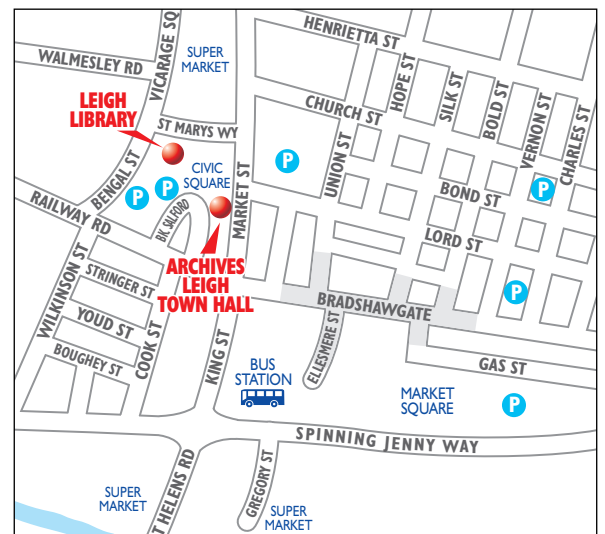 HENRIETTA ST
VICARAGE SQ
SUPER
MARKET
WALMESLEY RD
HOPE ST
SILK ST
BOLD ST
VERNON ST
CHARLES ST
LEIGH
LIBRARY
CHURCH ST
ST MARYS WY
UNION ST
BENGAL ST
CIVIC
SQUARE
P
P
P
P
MARKET ST
BOND ST
RAILWAY RD
BK. SALFORD
LORD ST
ARCHIVES
LEIGH
TOWN HALL
WILKINSON ST
STRINGER ST
P
BRADSHAWGATE
YOUD ST
COOK ST
KING ST
ELLESMERE ST
BOUGHEY ST
BUS
STATION
GAS ST
MARKET
SQUARE
P
SPINNING JENNY WAY
T HELENS RD
GREGORY ST
SUPER
MARKET
SUPER
MARKET